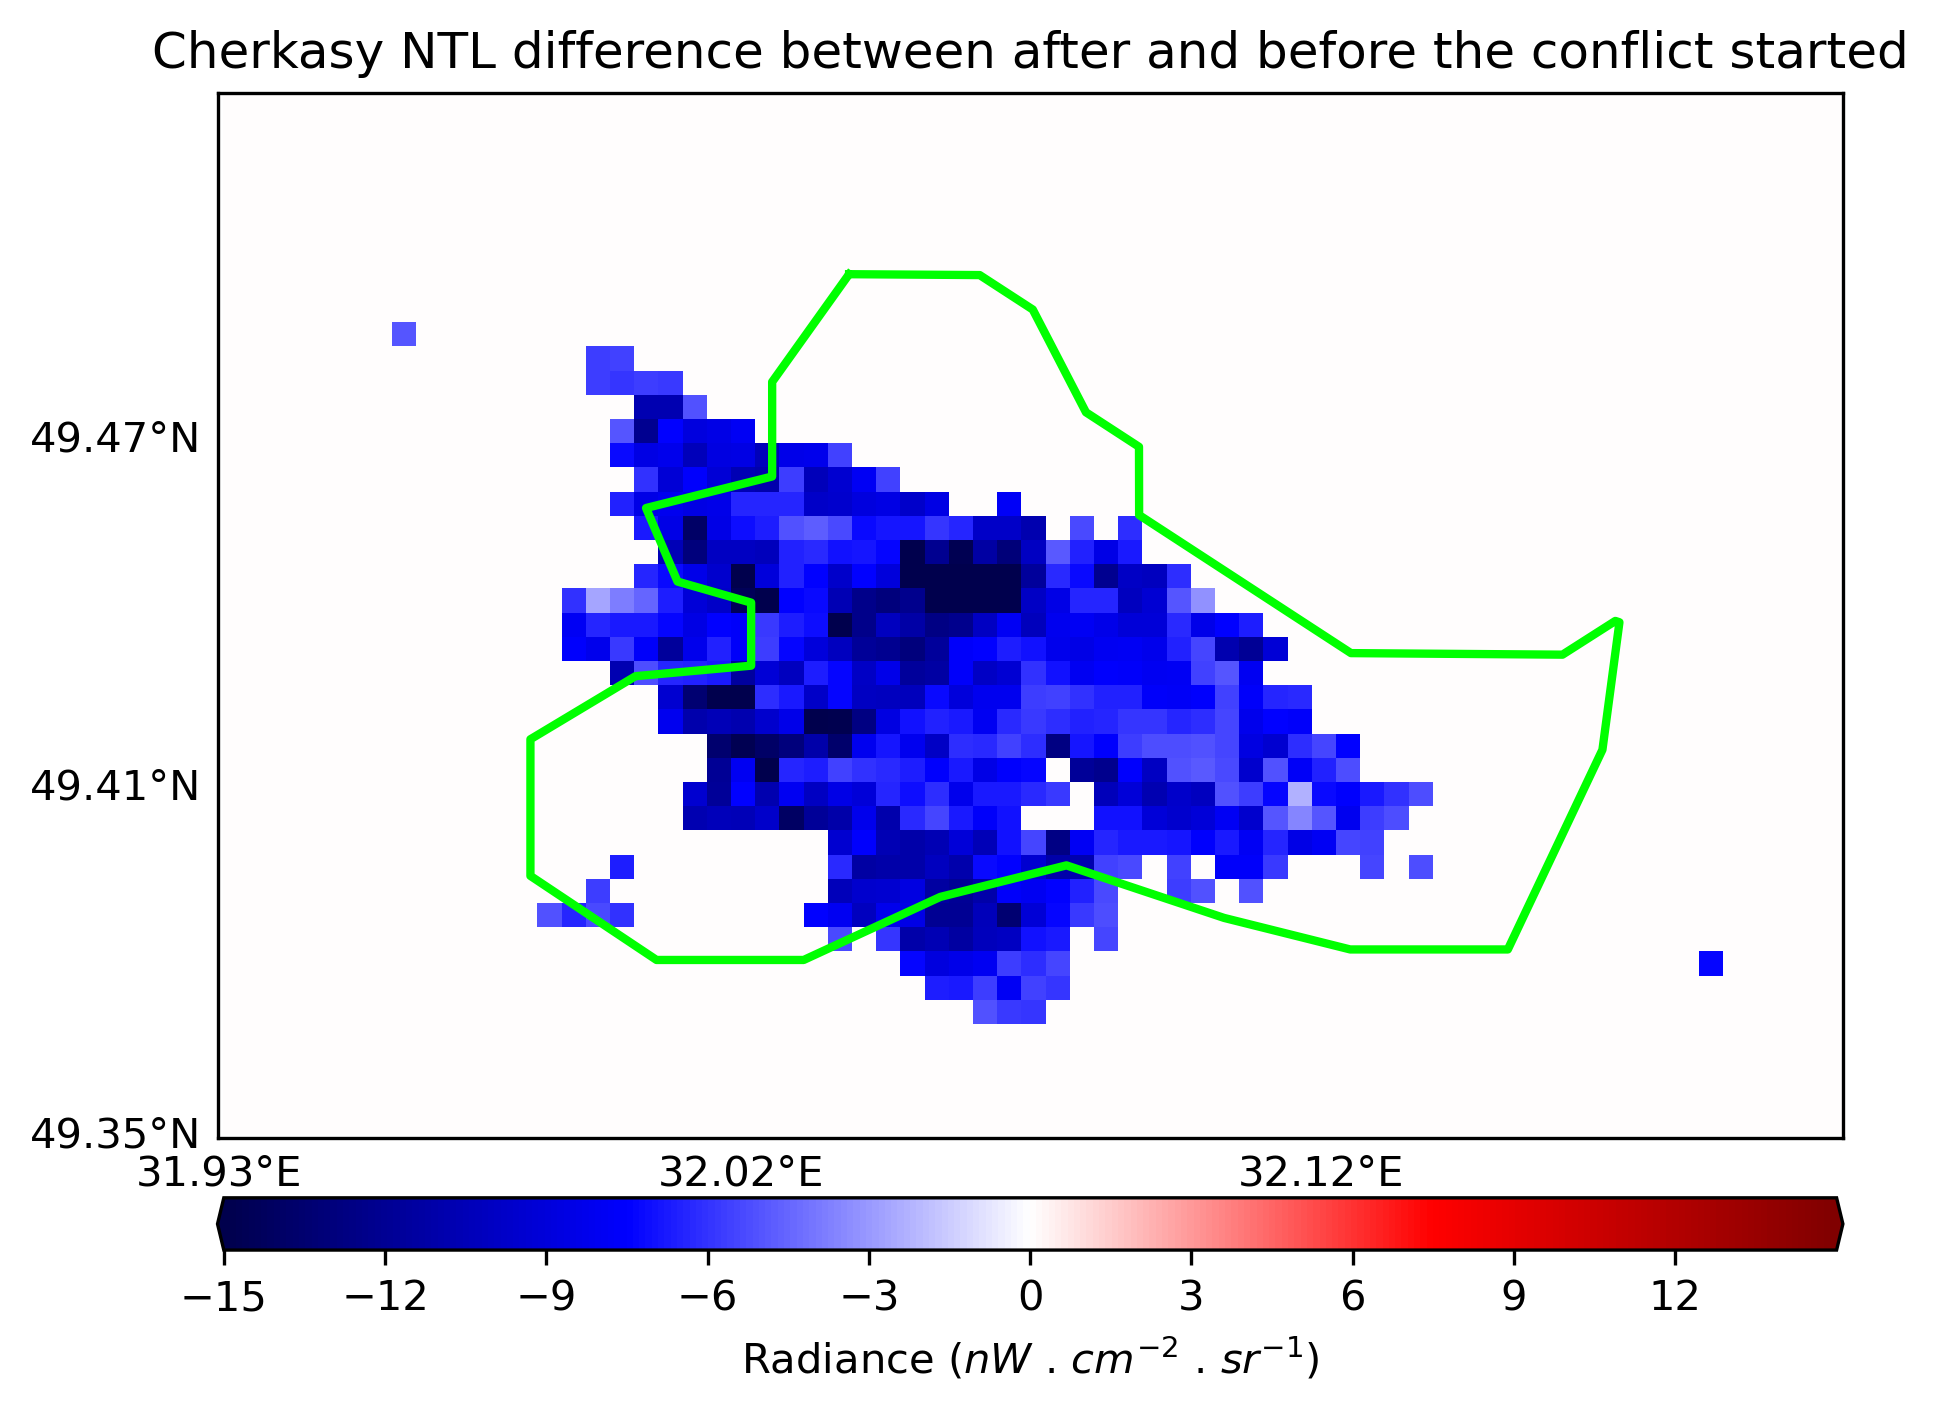 Cherkasy NTL difference between after and before the conflict started
49.47°N
49.41°N
49.35°N
31.93°E 32.02°E 32.12°E
−15 −12 −9 −6 −3 0 3 6 9 12
Radiance (nW . cm⁻² . sr⁻¹)